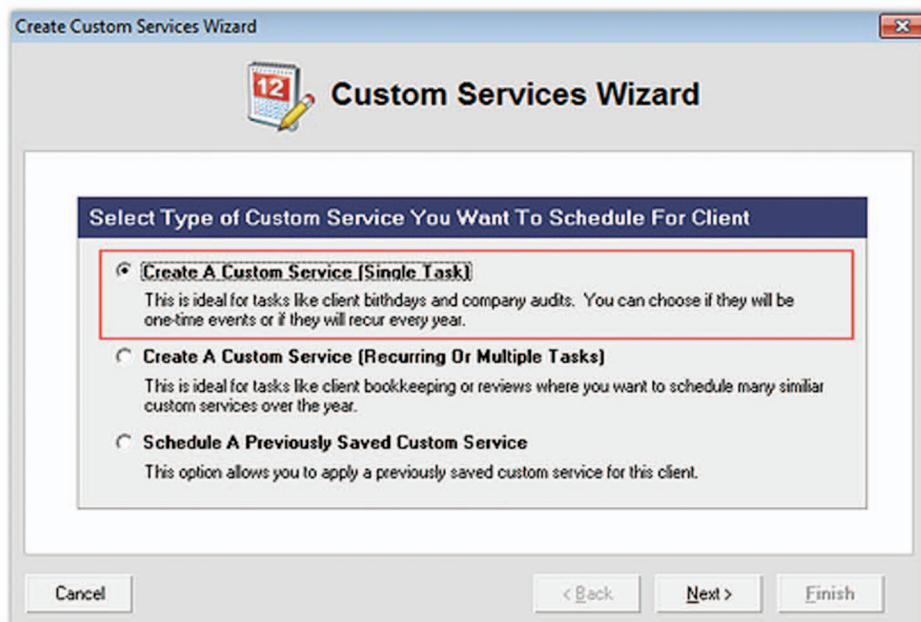 Create Custom Services Wizard
12
Custom Services Wizard
Select Type of Custom Service You Want To Schedule For Client
Create A Custom Service (Single Task)
This is ideal for tasks like client birthdays and company audits. You can choose if they will be
one-time events or if they will recur every year.
Create A Custom Service (Recurring Or Multiple Tasks)
This is ideal for tasks like client bookkeeping or reviews where you want to schedule many similiar
custom services over the year.
Schedule A Previously Saved Custom Service
This option allows you to apply a previously saved custom service for this client.
Cancel
< Back
Next >
Finish